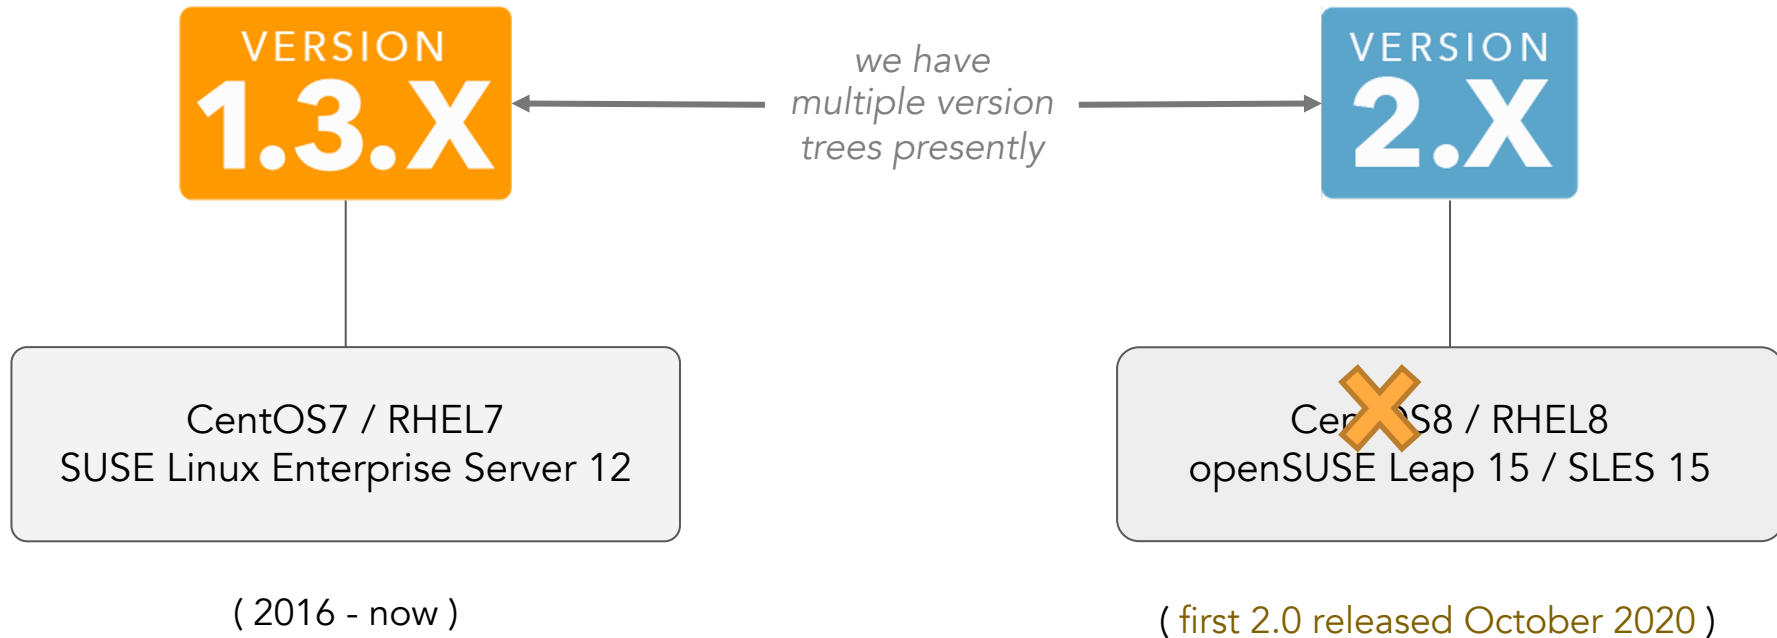 VERSION
1.3.X
we have
multiple version
trees presently
VERSION
2.X
CentOS7 / RHEL7
SUSE Linux Enterprise Server 12
/ RHEL8
openSUSE Leap 15 / SLES 15
( 2016 - now )
( first 2.0 released October 2020 )